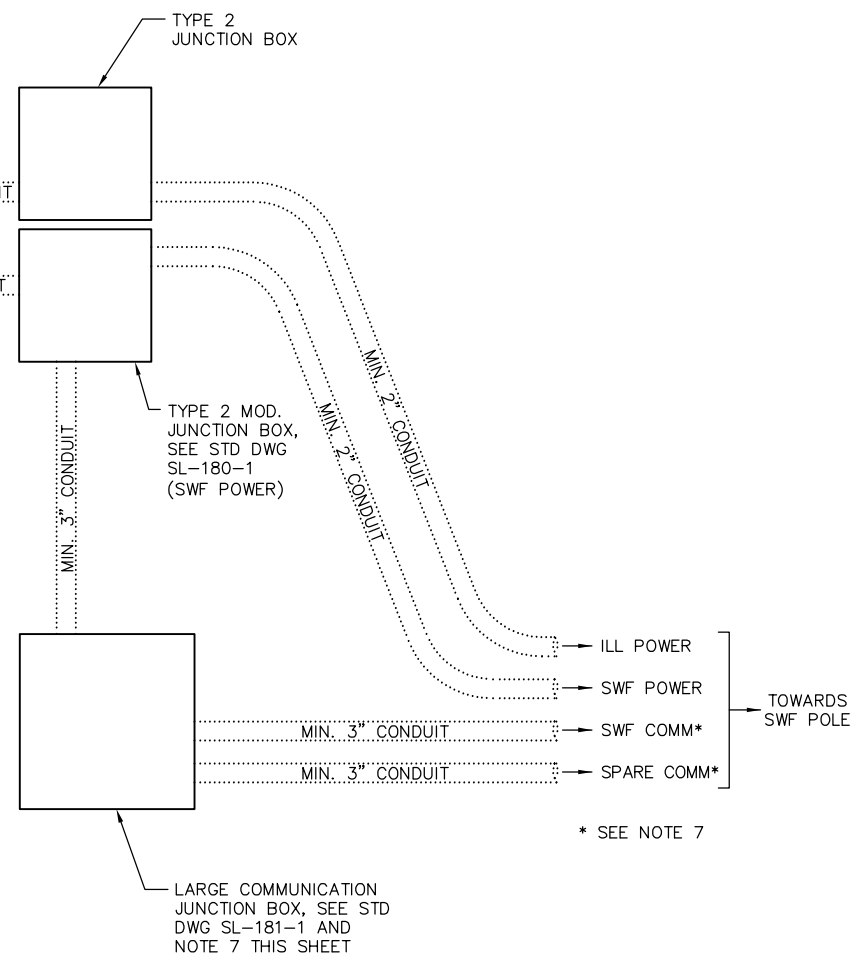 TYPE 2
JUNCTION BOX
TYPE 2 MOD.
JUNCTION BOX,
SEE STD DWG
SL-180-1
(SWF POWER)
MIN. 2" CONDUIT
MIN. 2" CONDUIT
MIN. 3" CONDUIT
ILL POWER
SWF POWER
SWF COMM*
SPARE COMM*
TOWARDS
SWF POLE
MIN. 3" CONDUIT
MIN. 3" CONDUIT
* SEE NOTE 7
LARGE COMMUNICATION
JUNCTION BOX, SEE STD
DWG SL-181-1 AND
NOTE 7 THIS SHEET